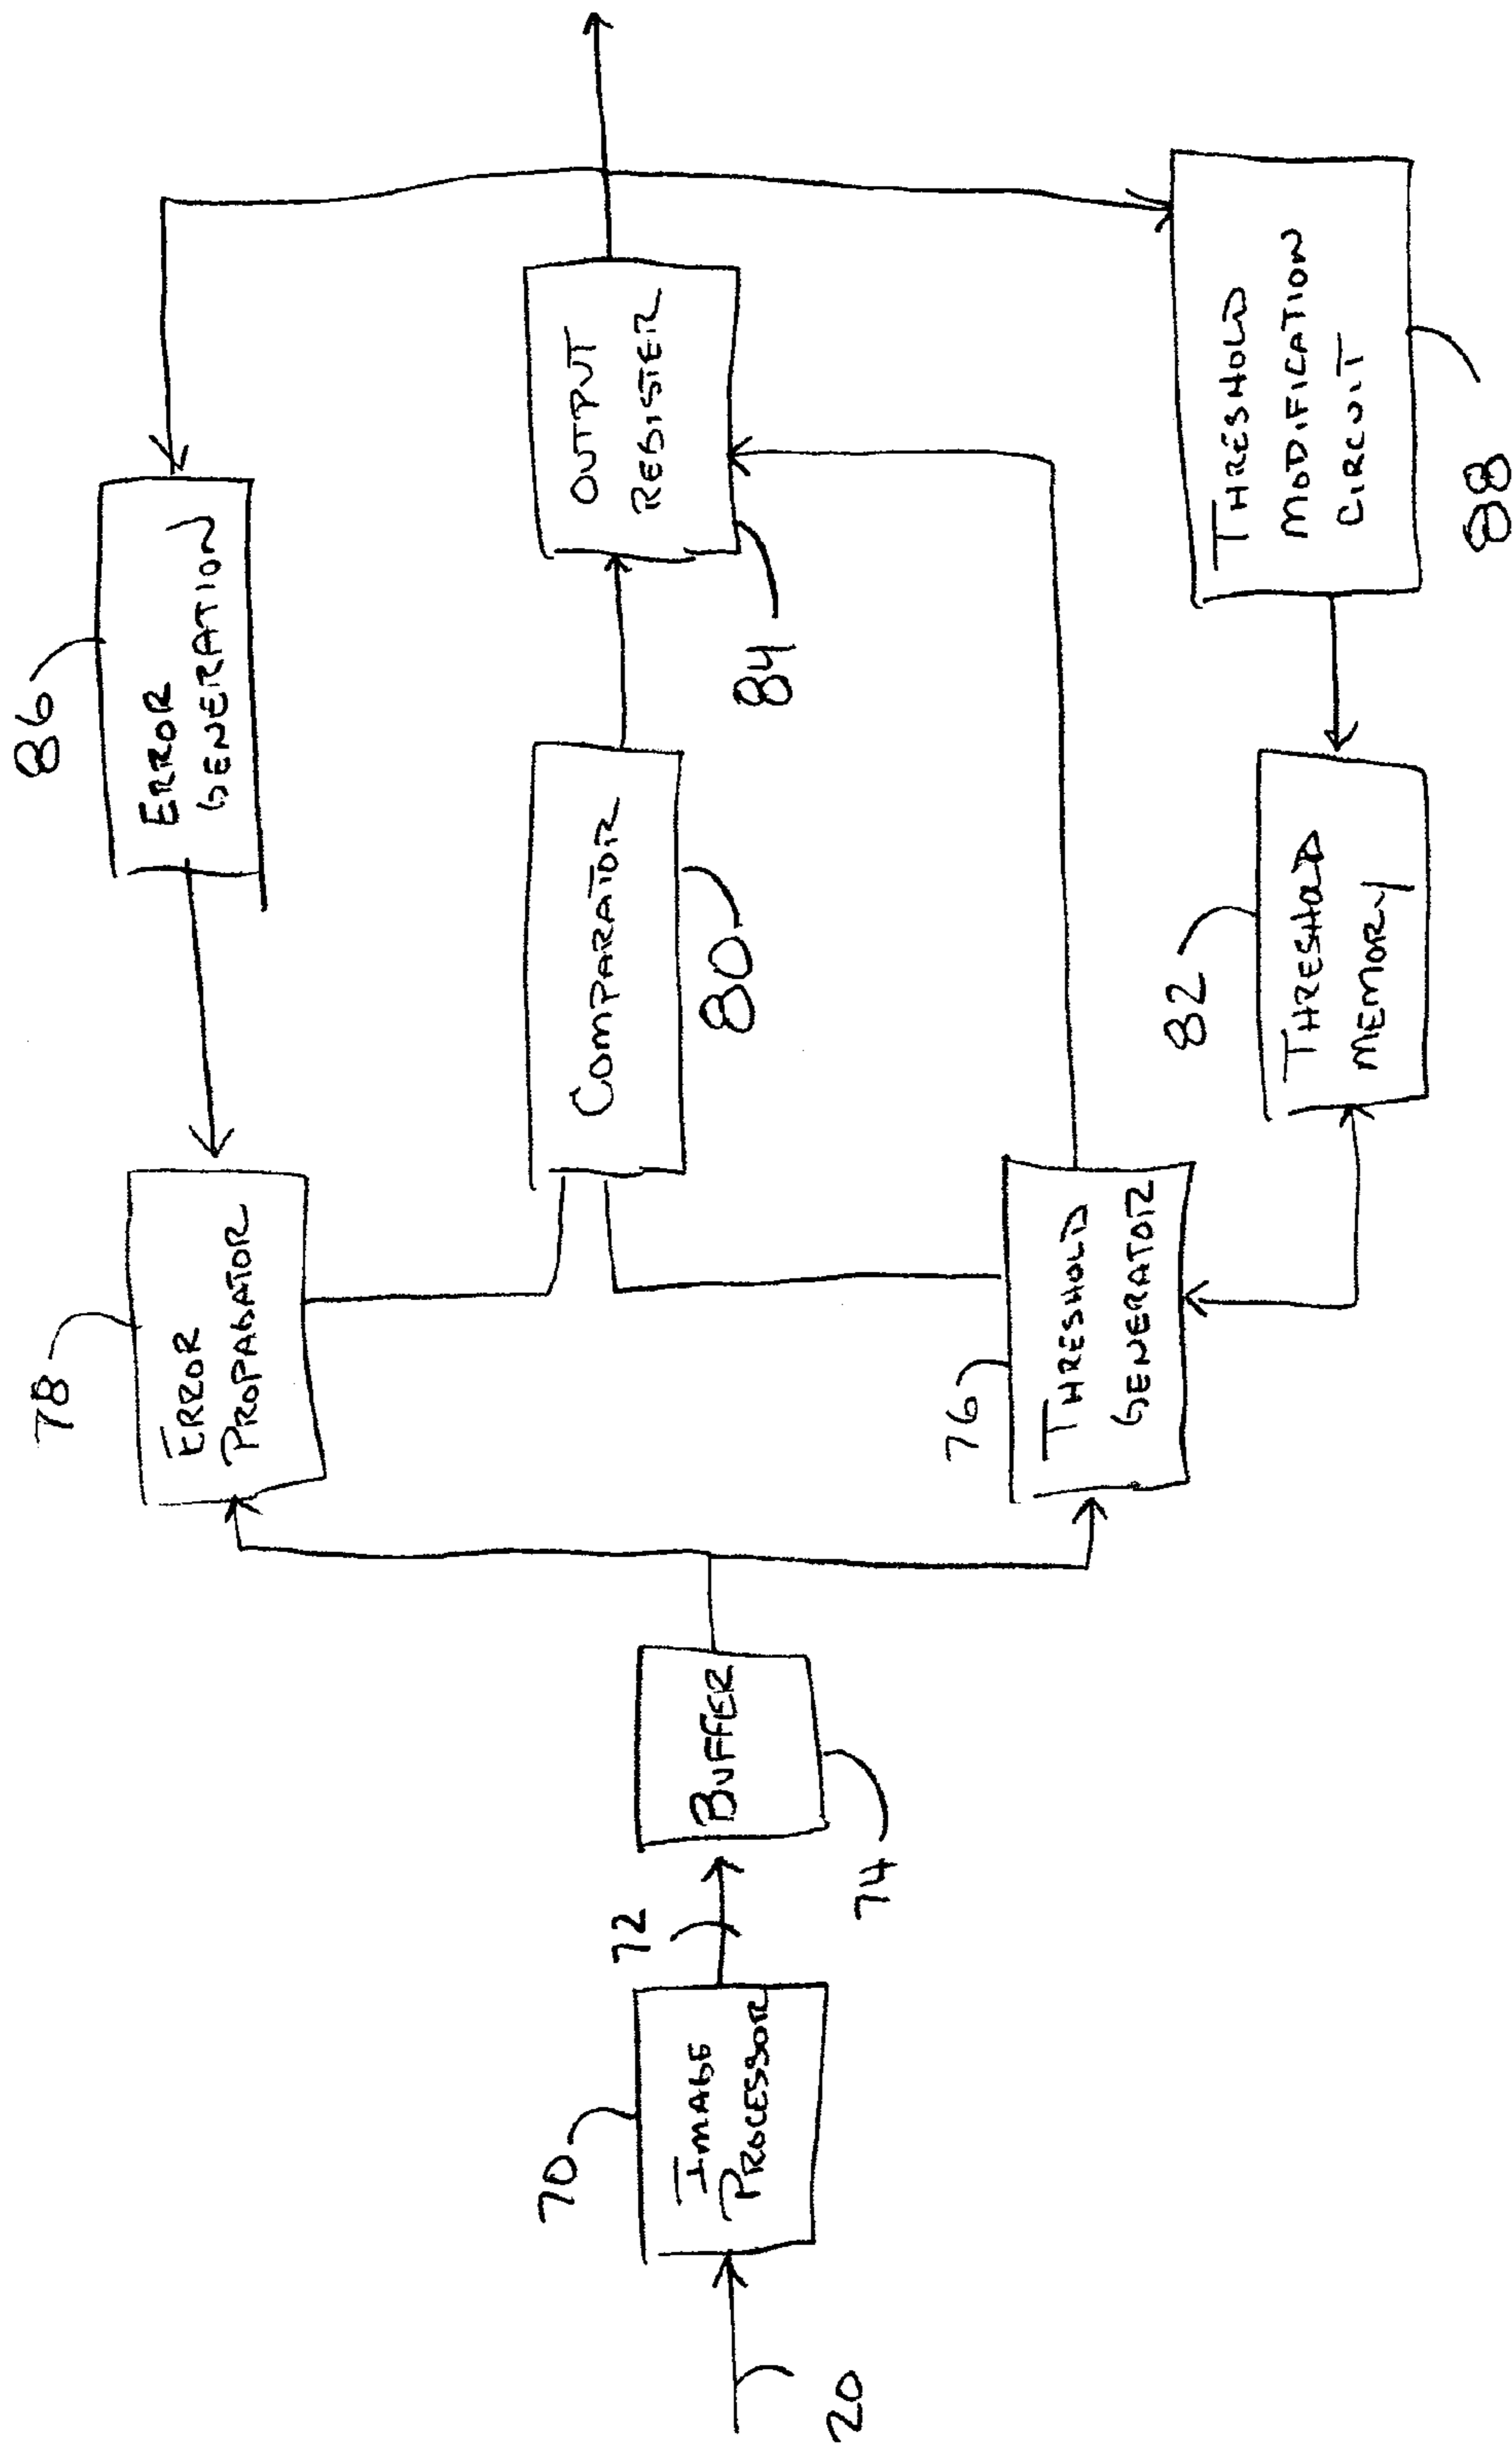 86
ERROR
GENERATION
78
ERROR
PROPAGATOR
OUTPUT
REGISTER
84
COMPARATOR
80
72
BUFFER
74
70
IMAGE
PROCESSOR
20
76
THRESHOLD
GENERATOR
82
THRESHOLD
MEMORY
THRESHOLD
MODIFICATION
CIRCUIT
88